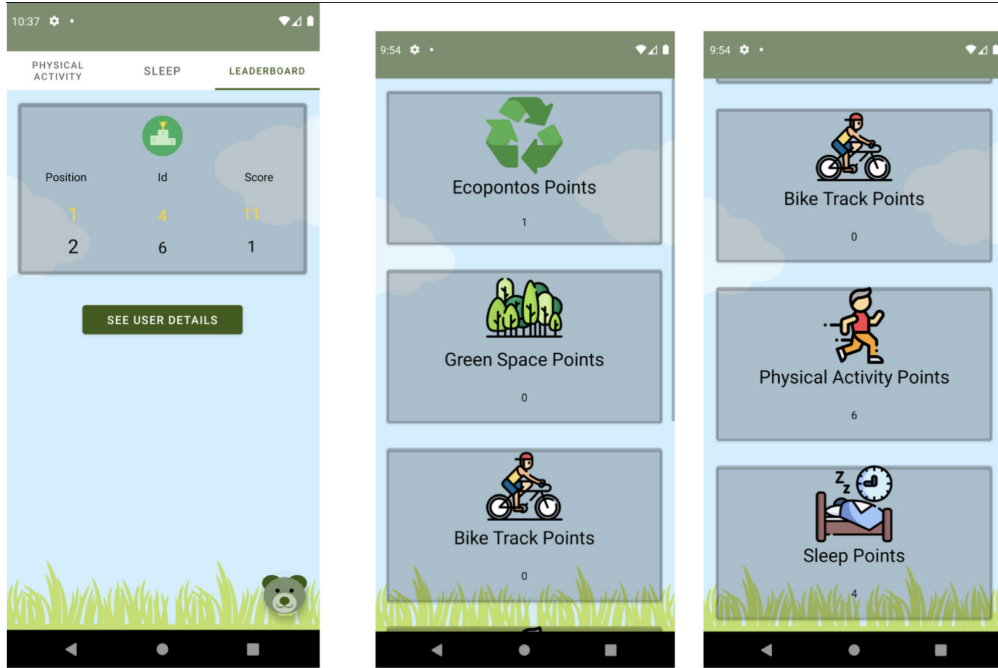 10:37
PHYSICAL
ACTIVITY
SLEEP
LEADERBOARD
Position Id Score
1 4 11
2 6 1
SEE USER DETAILS
9:54
Ecopontos Points
1
Green Space Points
0
Bike Track Points
0
9:54
Bike Track Points
0
Physical Activity Points
6
Z
z
Sleep Points
4